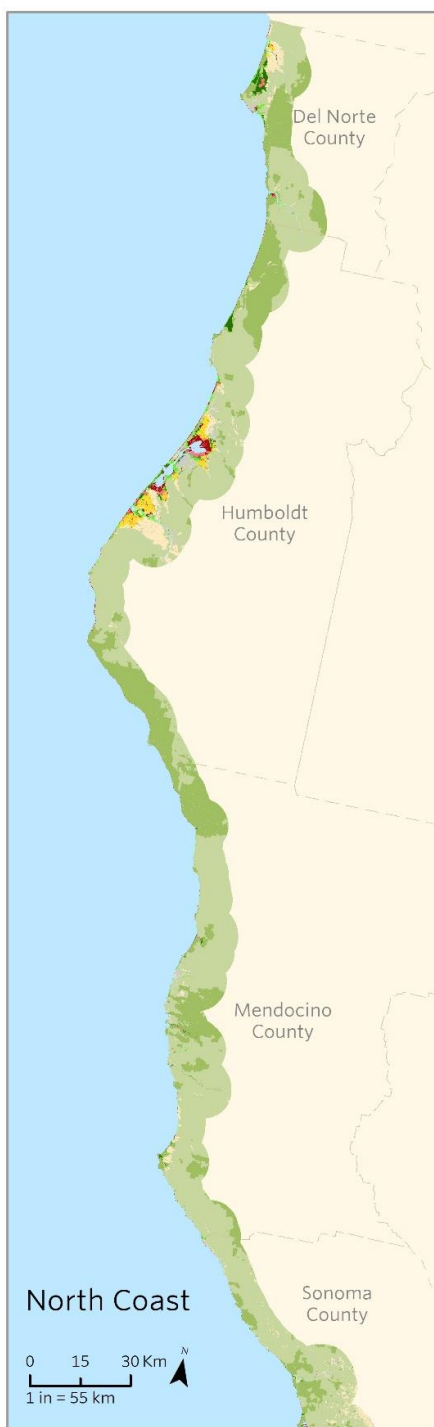 Del Norte
County
Humboldt
County
Mendocino
County
Sonoma
County
North Coast
N
0 15 30 Km
1 in = 55 km